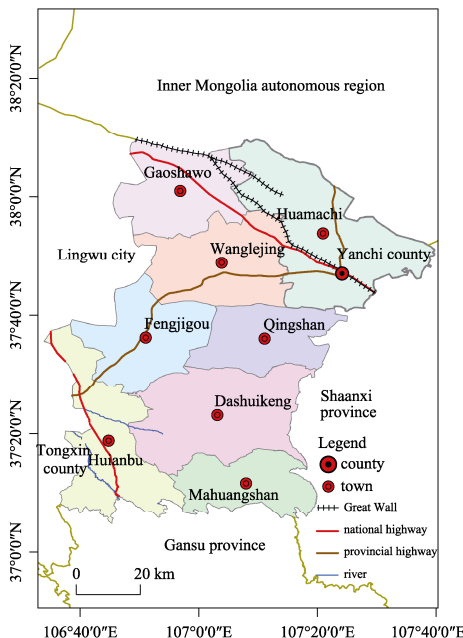 38°20′0″N
38°0′0″N
37°40′0″N
37°20′0″N
37°0′0″N
Inner Mongolia autonomous region
Gaoshawo
Huamachi
Lingwu city
Wanglejing
Yanchi county
Fengjigou
Qingshan
Dashuikeng
Shaanxi
province
Tongxin
county
Huianbu
Mahuangshan
Gansu province
Legend
county
town
Great Wall
national highway
provincial highway
river
0 20 km
106°40′0″E
107°0′0″E
107°20′0″E
107°40′0″E